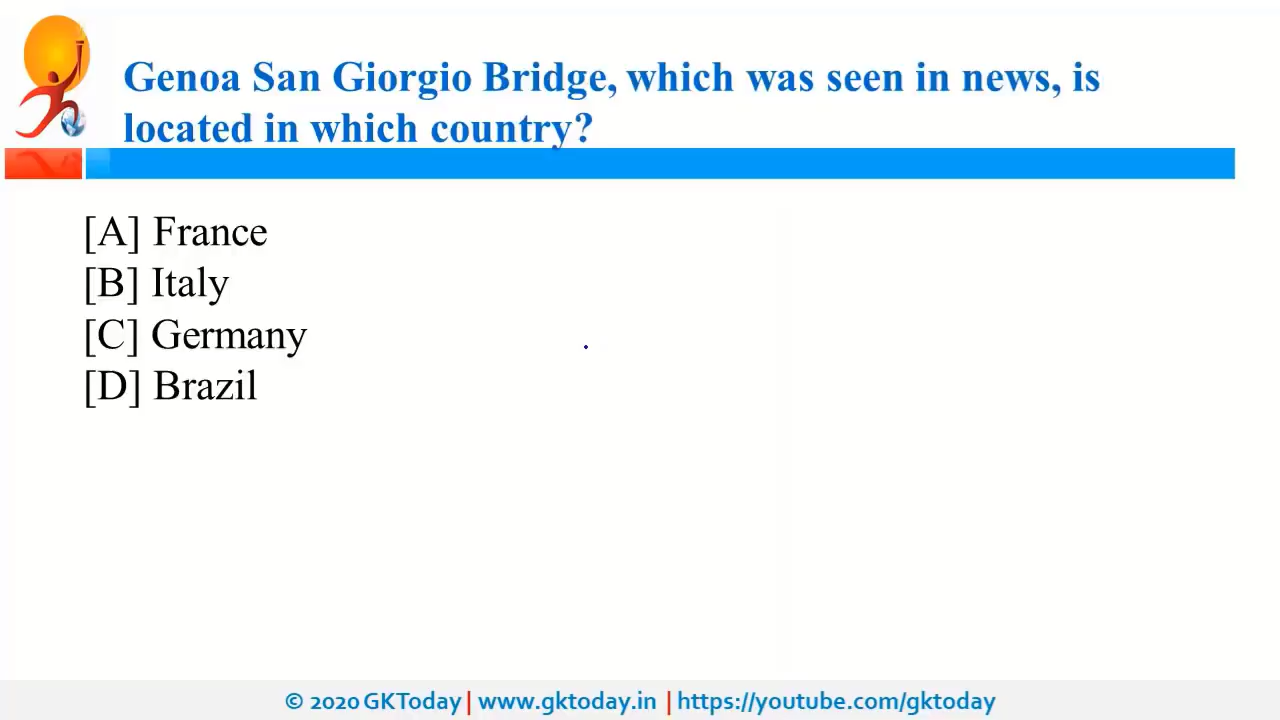 Genoa San Giorgio Bridge, which was seen in news, is
located in which country?
[A] France
[B] Italy
[C] Germany
[D] Brazil
© 2020 GKToday | www.gktoday.in | https://youtube.com/gktoday